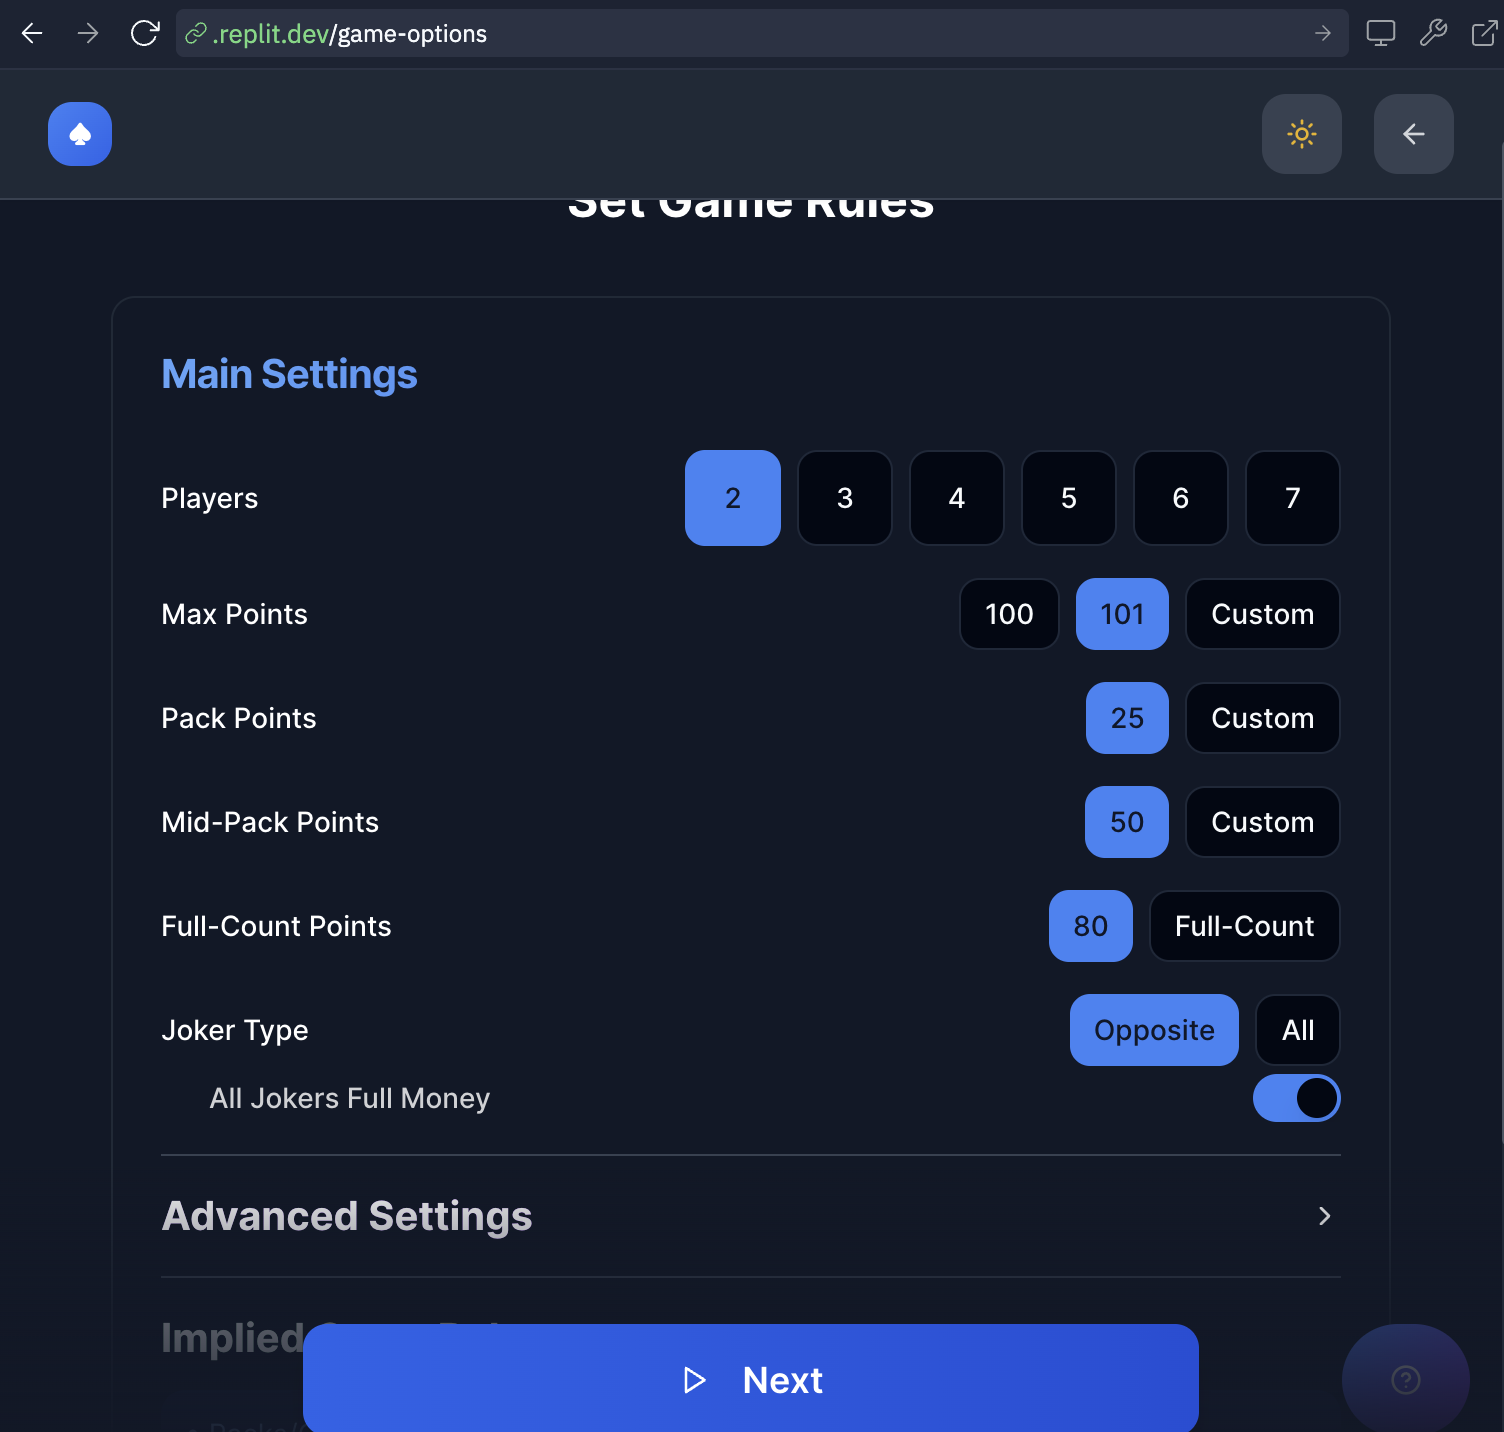 .replit.dev/game-options
Set Game Rules
Main Settings
Players 2 3 4 5 6 7
Max Points 100 101 Custom
Pack Points 25 Custom
Mid-Pack Points 50 Custom
Full-Count Points 80 Full-Count
Joker Type Opposite All
All Jokers Full Money
Advanced Settings
Implied
Next